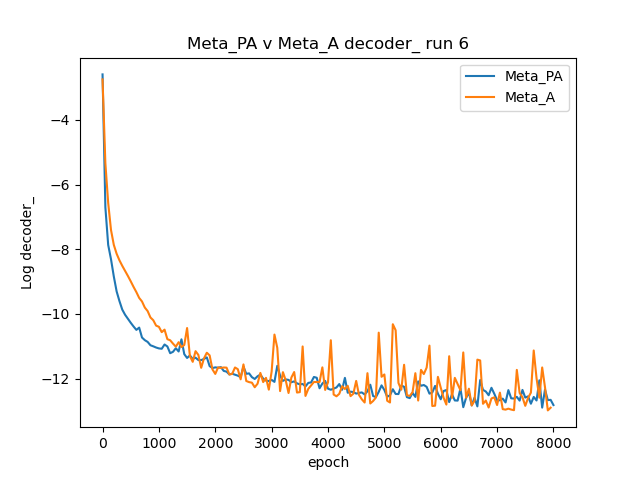 Meta_PA v Meta_A decoder_ run 6
Meta_PA
Meta_A
Log decoder_
−4
−6
−8
−10
−12
0 1000 2000 3000 4000 5000 6000 7000 8000
epoch